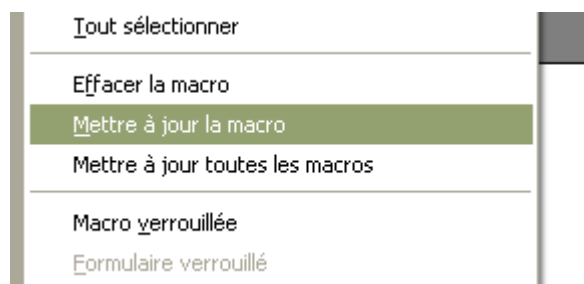 Tout sélectionner
Effacer la macro
Mettre à jour la macro
Mettre à jour toutes les macros
Macro verrouillée
Formulaire verrouillé